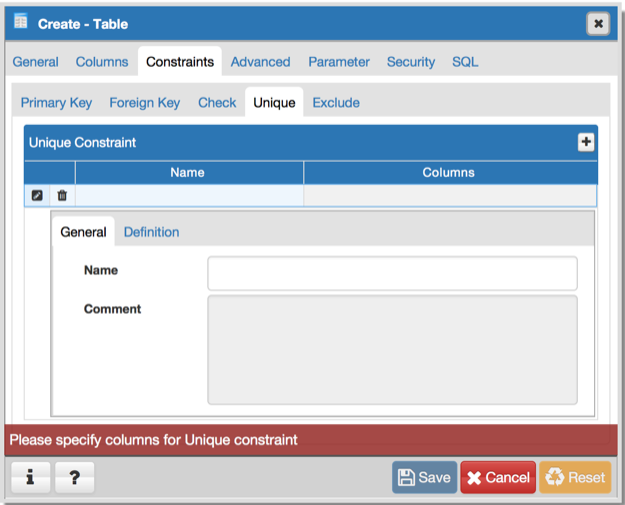 Create - Table
General Columns Constraints Advanced Parameter Security SQL
Primary Key Foreign Key Check Unique Exclude
Unique Constraint
Name Columns
General Definition
Name
Comment
Please specify columns for Unique constraint
i ? Save Cancel Reset